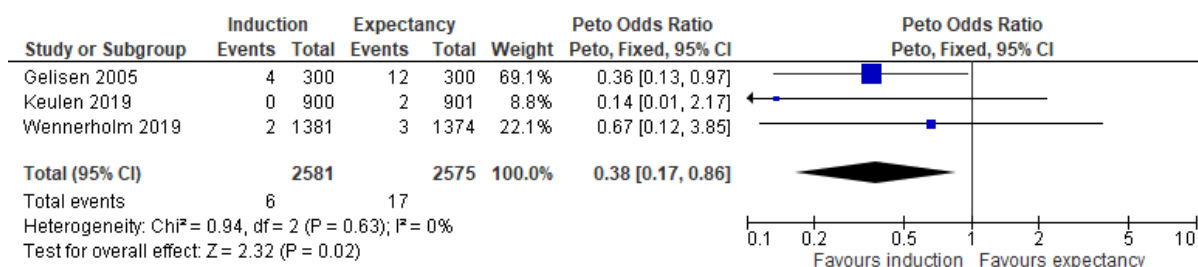 Induction Expectancy Peto Odds Ratio Peto Odds Ratio
Study or Subgroup Events Total Events Total Weight Peto, Fixed, 95% CI Peto, Fixed, 95% CI
Gelisen 2005 4 300 12 300 69.1% 0.36 [0.13, 0.97]
Keulen 2019 0 900 2 901 8.8% 0.14 [0.01, 2.17]
Wennerholm 2019 2 1381 3 1374 22.1% 0.67 [0.12, 3.85]
Total (95% CI) 2581 2575 100.0% 0.38 [0.17, 0.86]
Total events 6 17
Heterogeneity: Chi² = 0.94, df = 2 (P = 0.63); I² = 0%
Test for overall effect: Z = 2.32 (P = 0.02)
0.1 0.2 0.5 1 2 5 10
Favours induction Favours expectancy